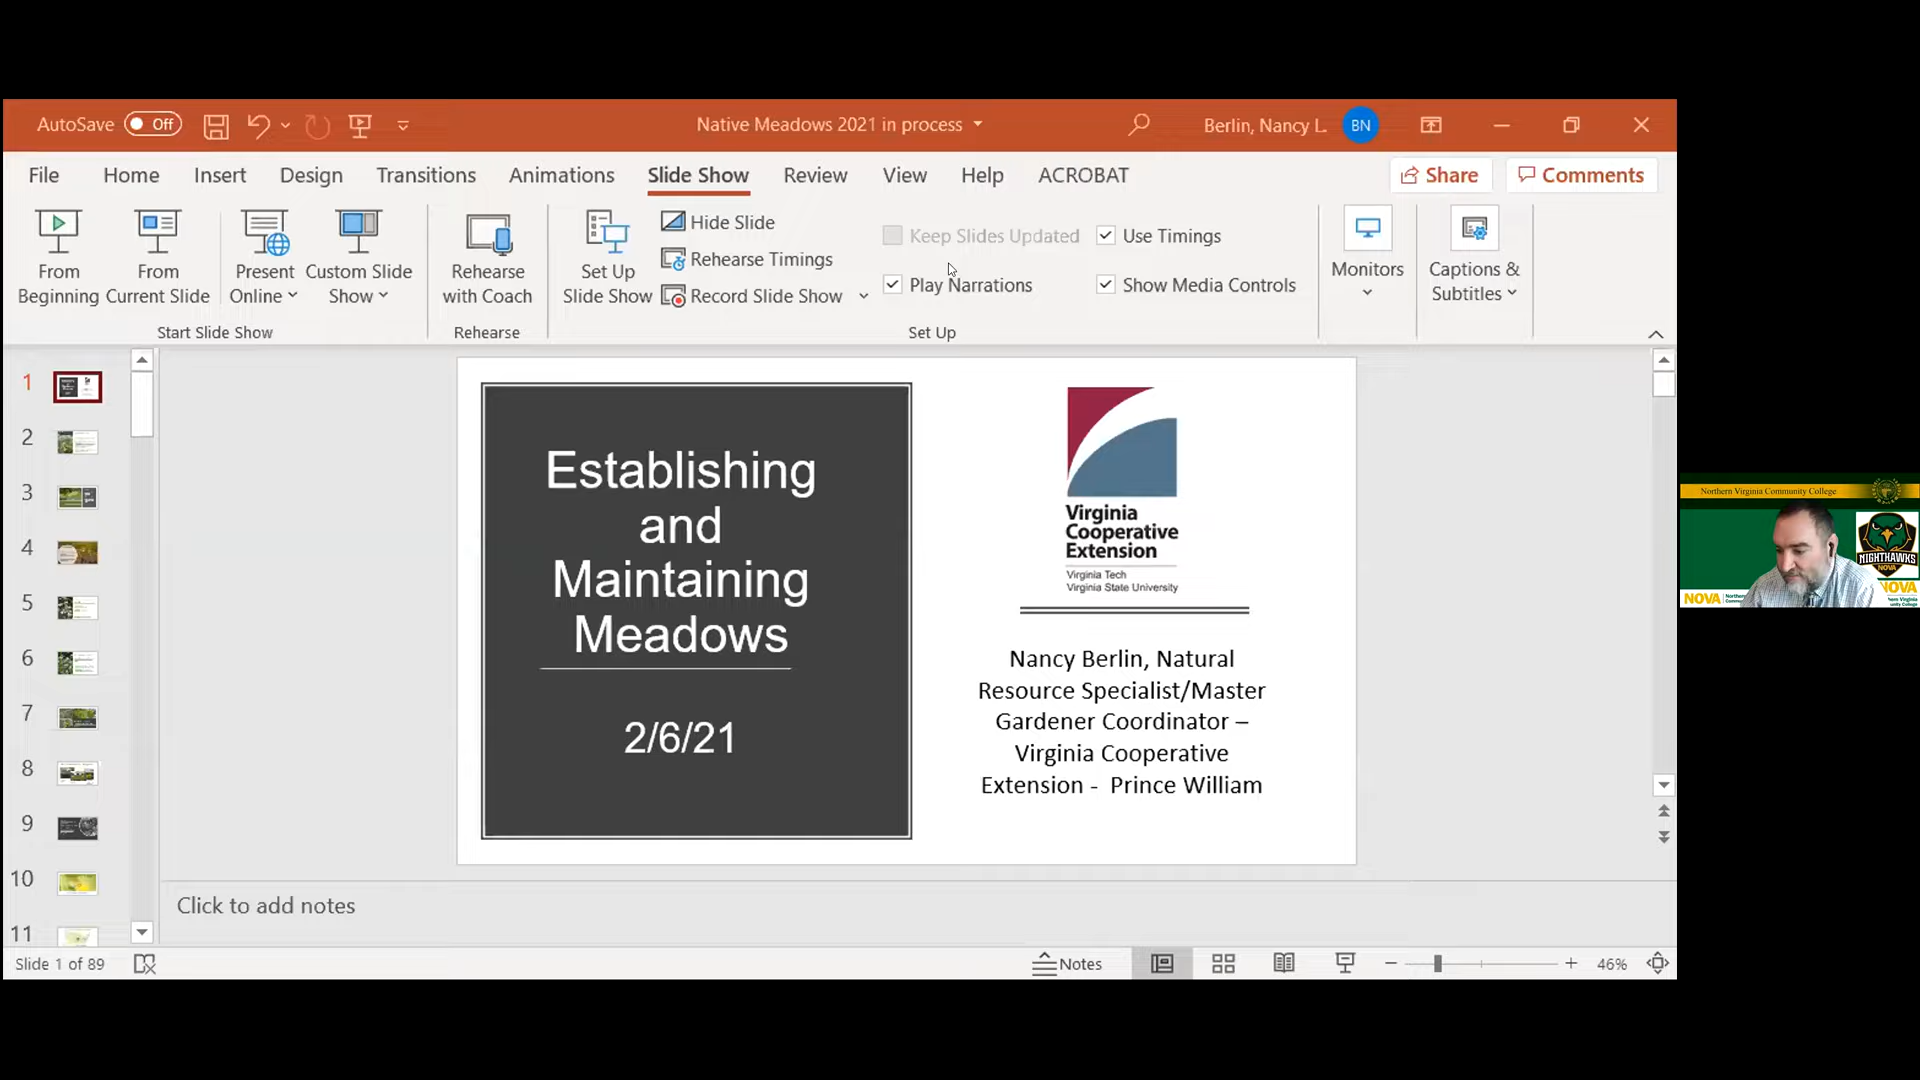 AutoSave Off
Native Meadows 2021 in process
Berlin, Nancy L.
BN
File Home Insert Design Transitions Animations Slide Show Review View Help ACROBAT
Share
Comments
From Beginning
From Current Slide
Present Online
Custom Slide Show
Start Slide Show
Rehearse with Coach
Rehearse
Set Up Slide Show
Hide Slide
Rehearse Timings
Record Slide Show
Keep Slides Updated
Use Timings
Play Narrations
Show Media Controls
Set Up
Monitors
Captions & Subtitles
1
2
3
4
5
6
7
8
9
10
11
Establishing
and
Maintaining
Meadows
2/6/21
Virginia
Cooperative
Extension
Virginia Tech
Virginia State University
Nancy Berlin, Natural
Resource Specialist/Master
Gardener Coordinator –
Virginia Cooperative
Extension - Prince William
Click to add notes
Slide 1 of 89
Notes
46%
Northern Virginia Community College
NIGHTHAWKS
NOVA
NOVA
NOVA